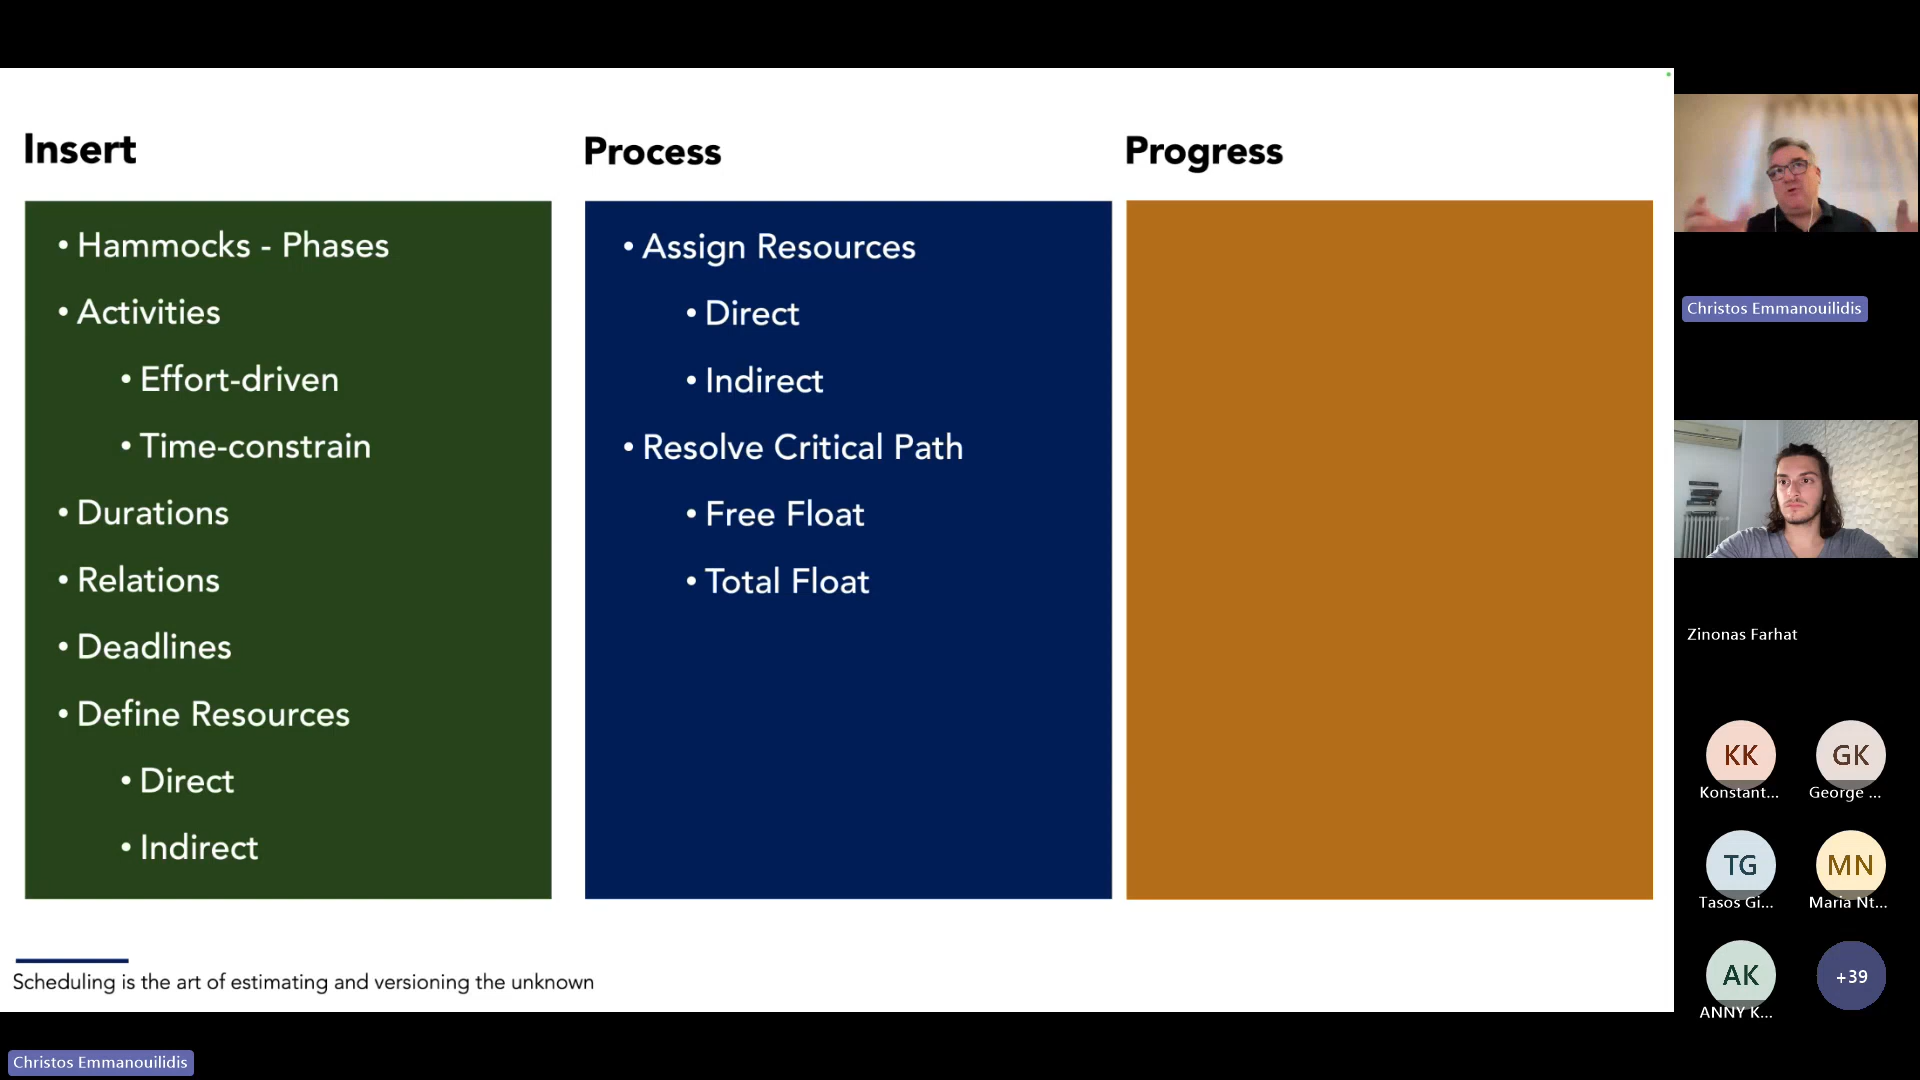 Insert
• Hammocks - Phases
• Activities
• Effort-driven
• Time-constrain
• Durations
• Relations
• Deadlines
• Define Resources
• Direct
• Indirect
Process
• Assign Resources
• Direct
• Indirect
• Resolve Critical Path
• Free Float
• Total Float
Progress
Scheduling is the art of estimating and versioning the unknown
Christos Emmanouilidis
Christos Emmanouilidis
Zinonas Farhat
KK
Konstant...
GK
George ...
TG
Tasos Gi...
MN
Maria Nt...
AK
ANNY K...
+39